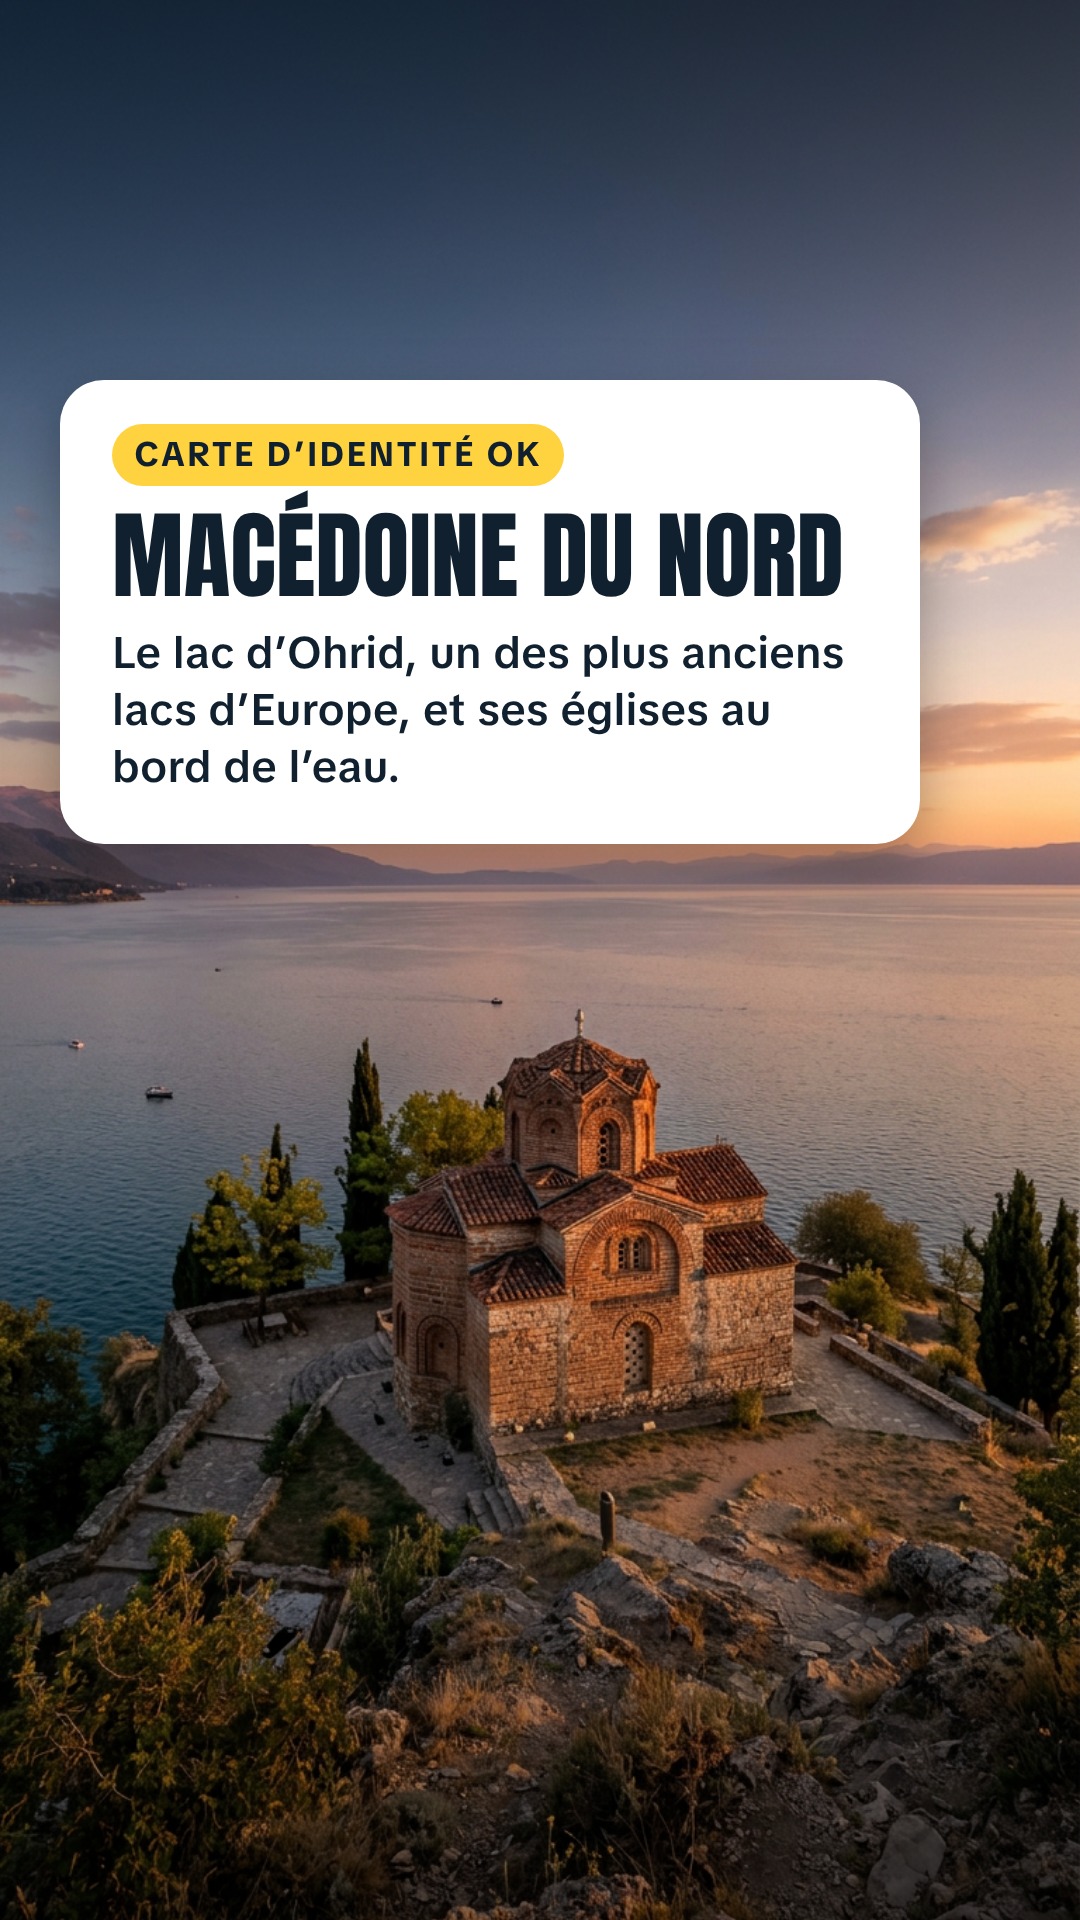 CARTE D’IDENTITÉ OK
MACÉDOINE DU NORD
Le lac d’Ohrid, un des plus anciens
lacs d’Europe, et ses églises au
bord de l’eau.